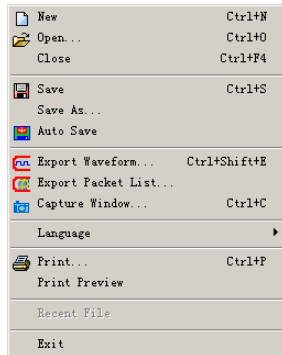 New Ctrl+N
Open... Ctrl+O
Close Ctrl+F4
Save Ctrl+S
Save As...
Auto Save
Export Waveform... Ctrl+Shift+E
Export Packet List...
Capture Window... Ctrl+C
Language
Print... Ctrl+P
Print Preview
Recent File
Exit